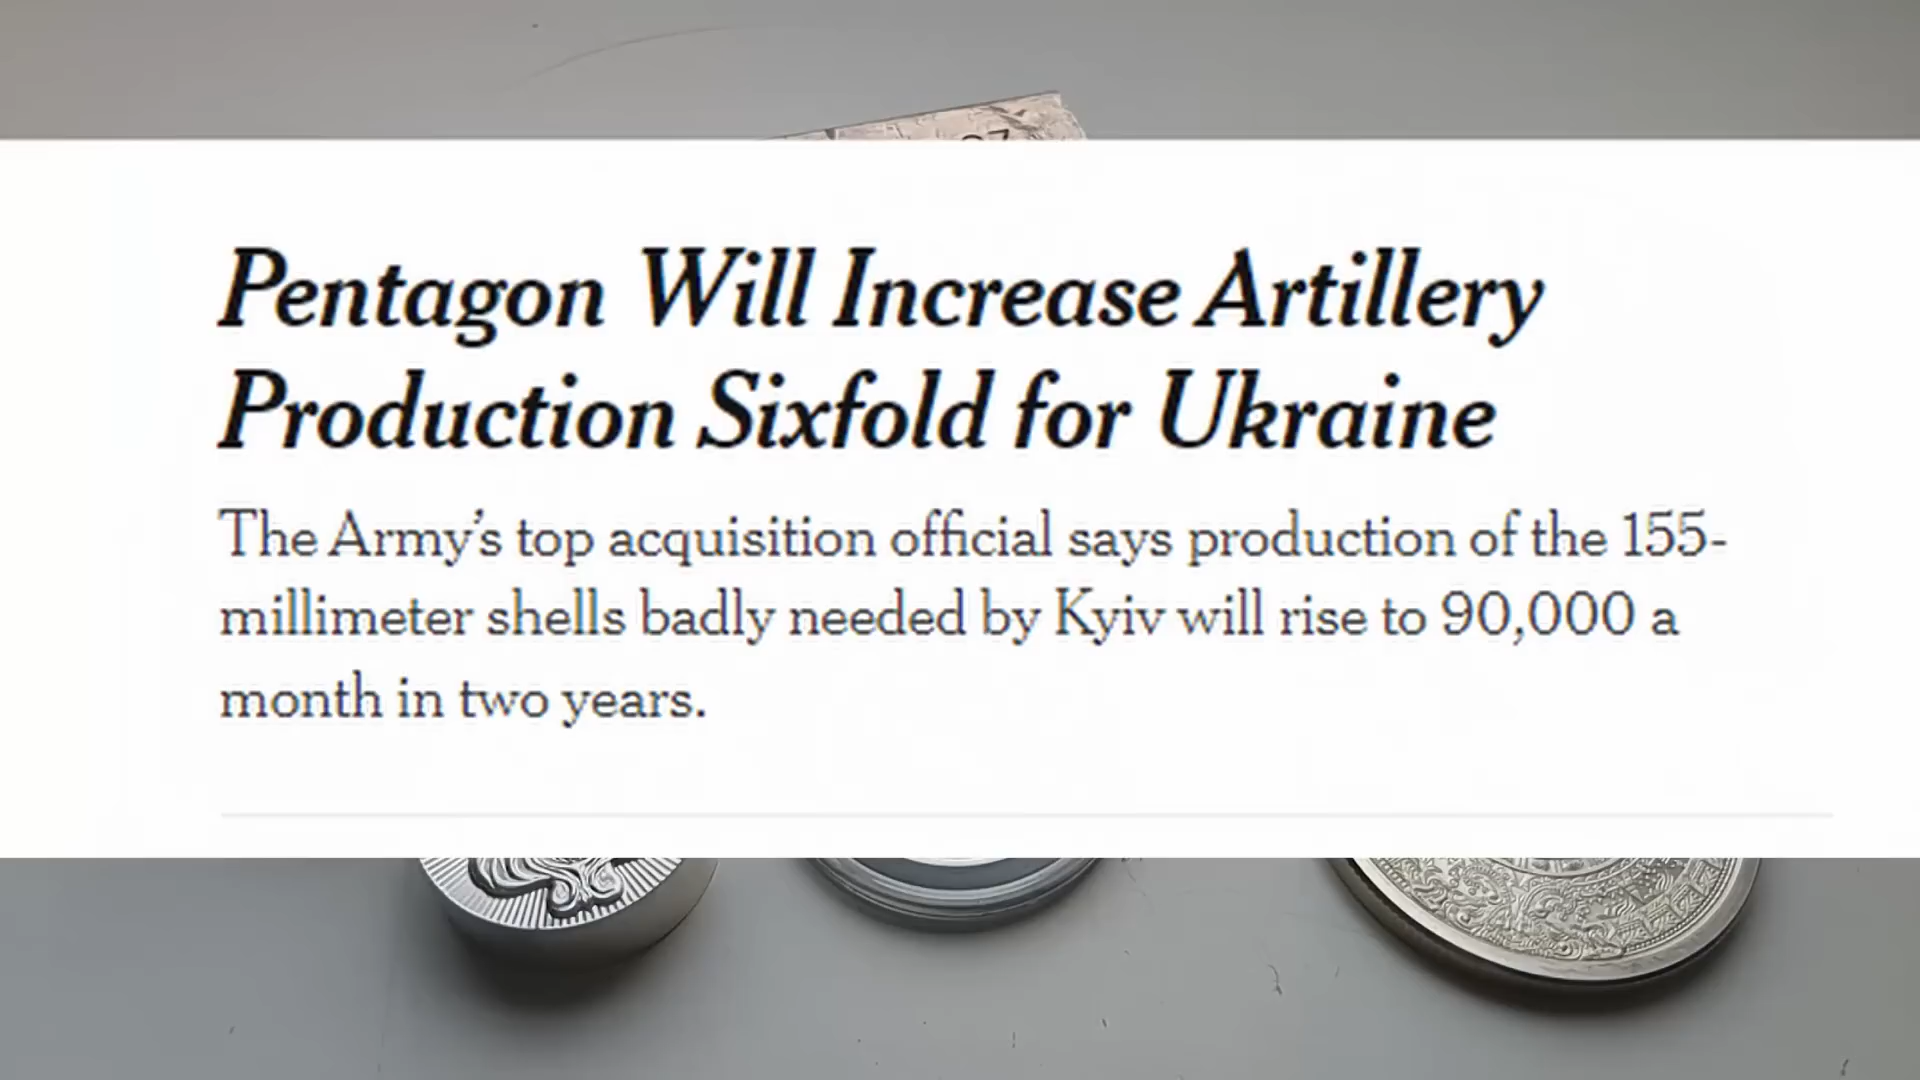 Pentagon Will Increase Artillery
Production Sixfold for Ukraine
The Army's top acquisition official says production of the 155-
millimeter shells badly needed by Kyiv will rise to 90,000 a
month in two years.